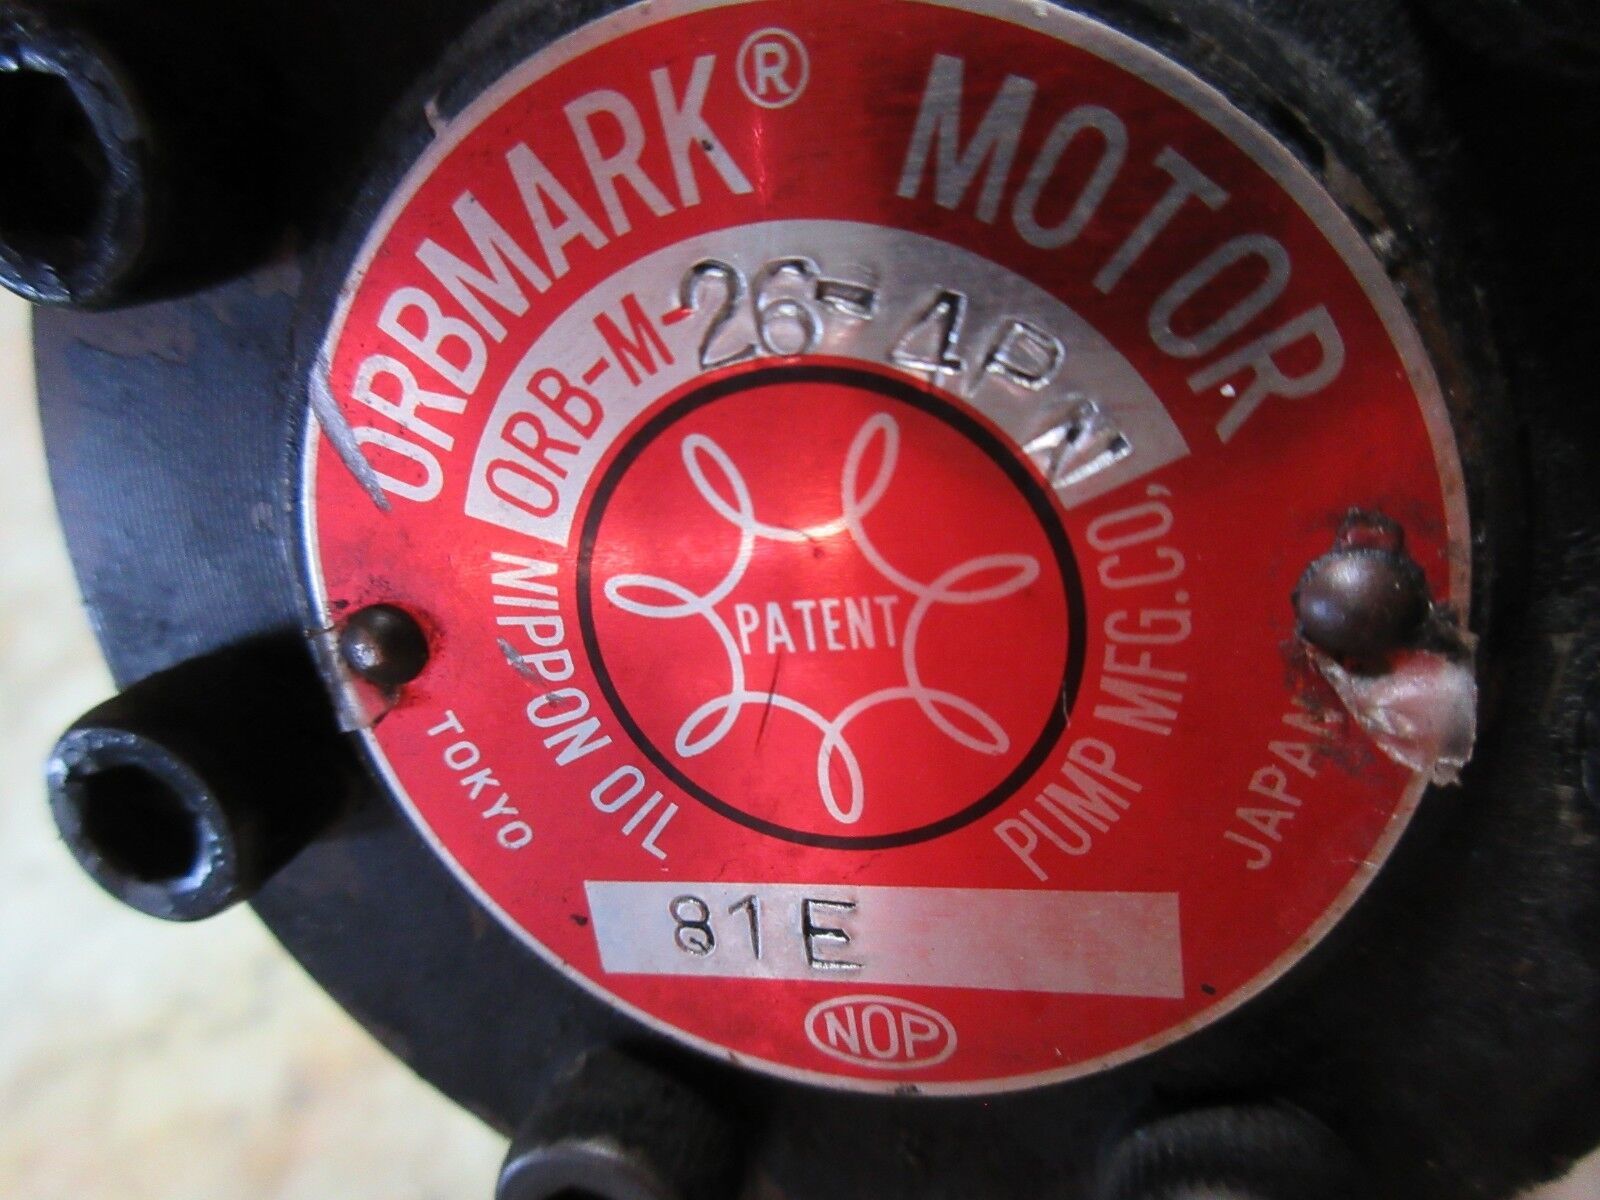 ORBMARK® MOTOR
ORB-M-26-4PN
NIPPON OIL PUMP MFG.CO,
PATENT
TOKYO JAPAN
81E
NOP